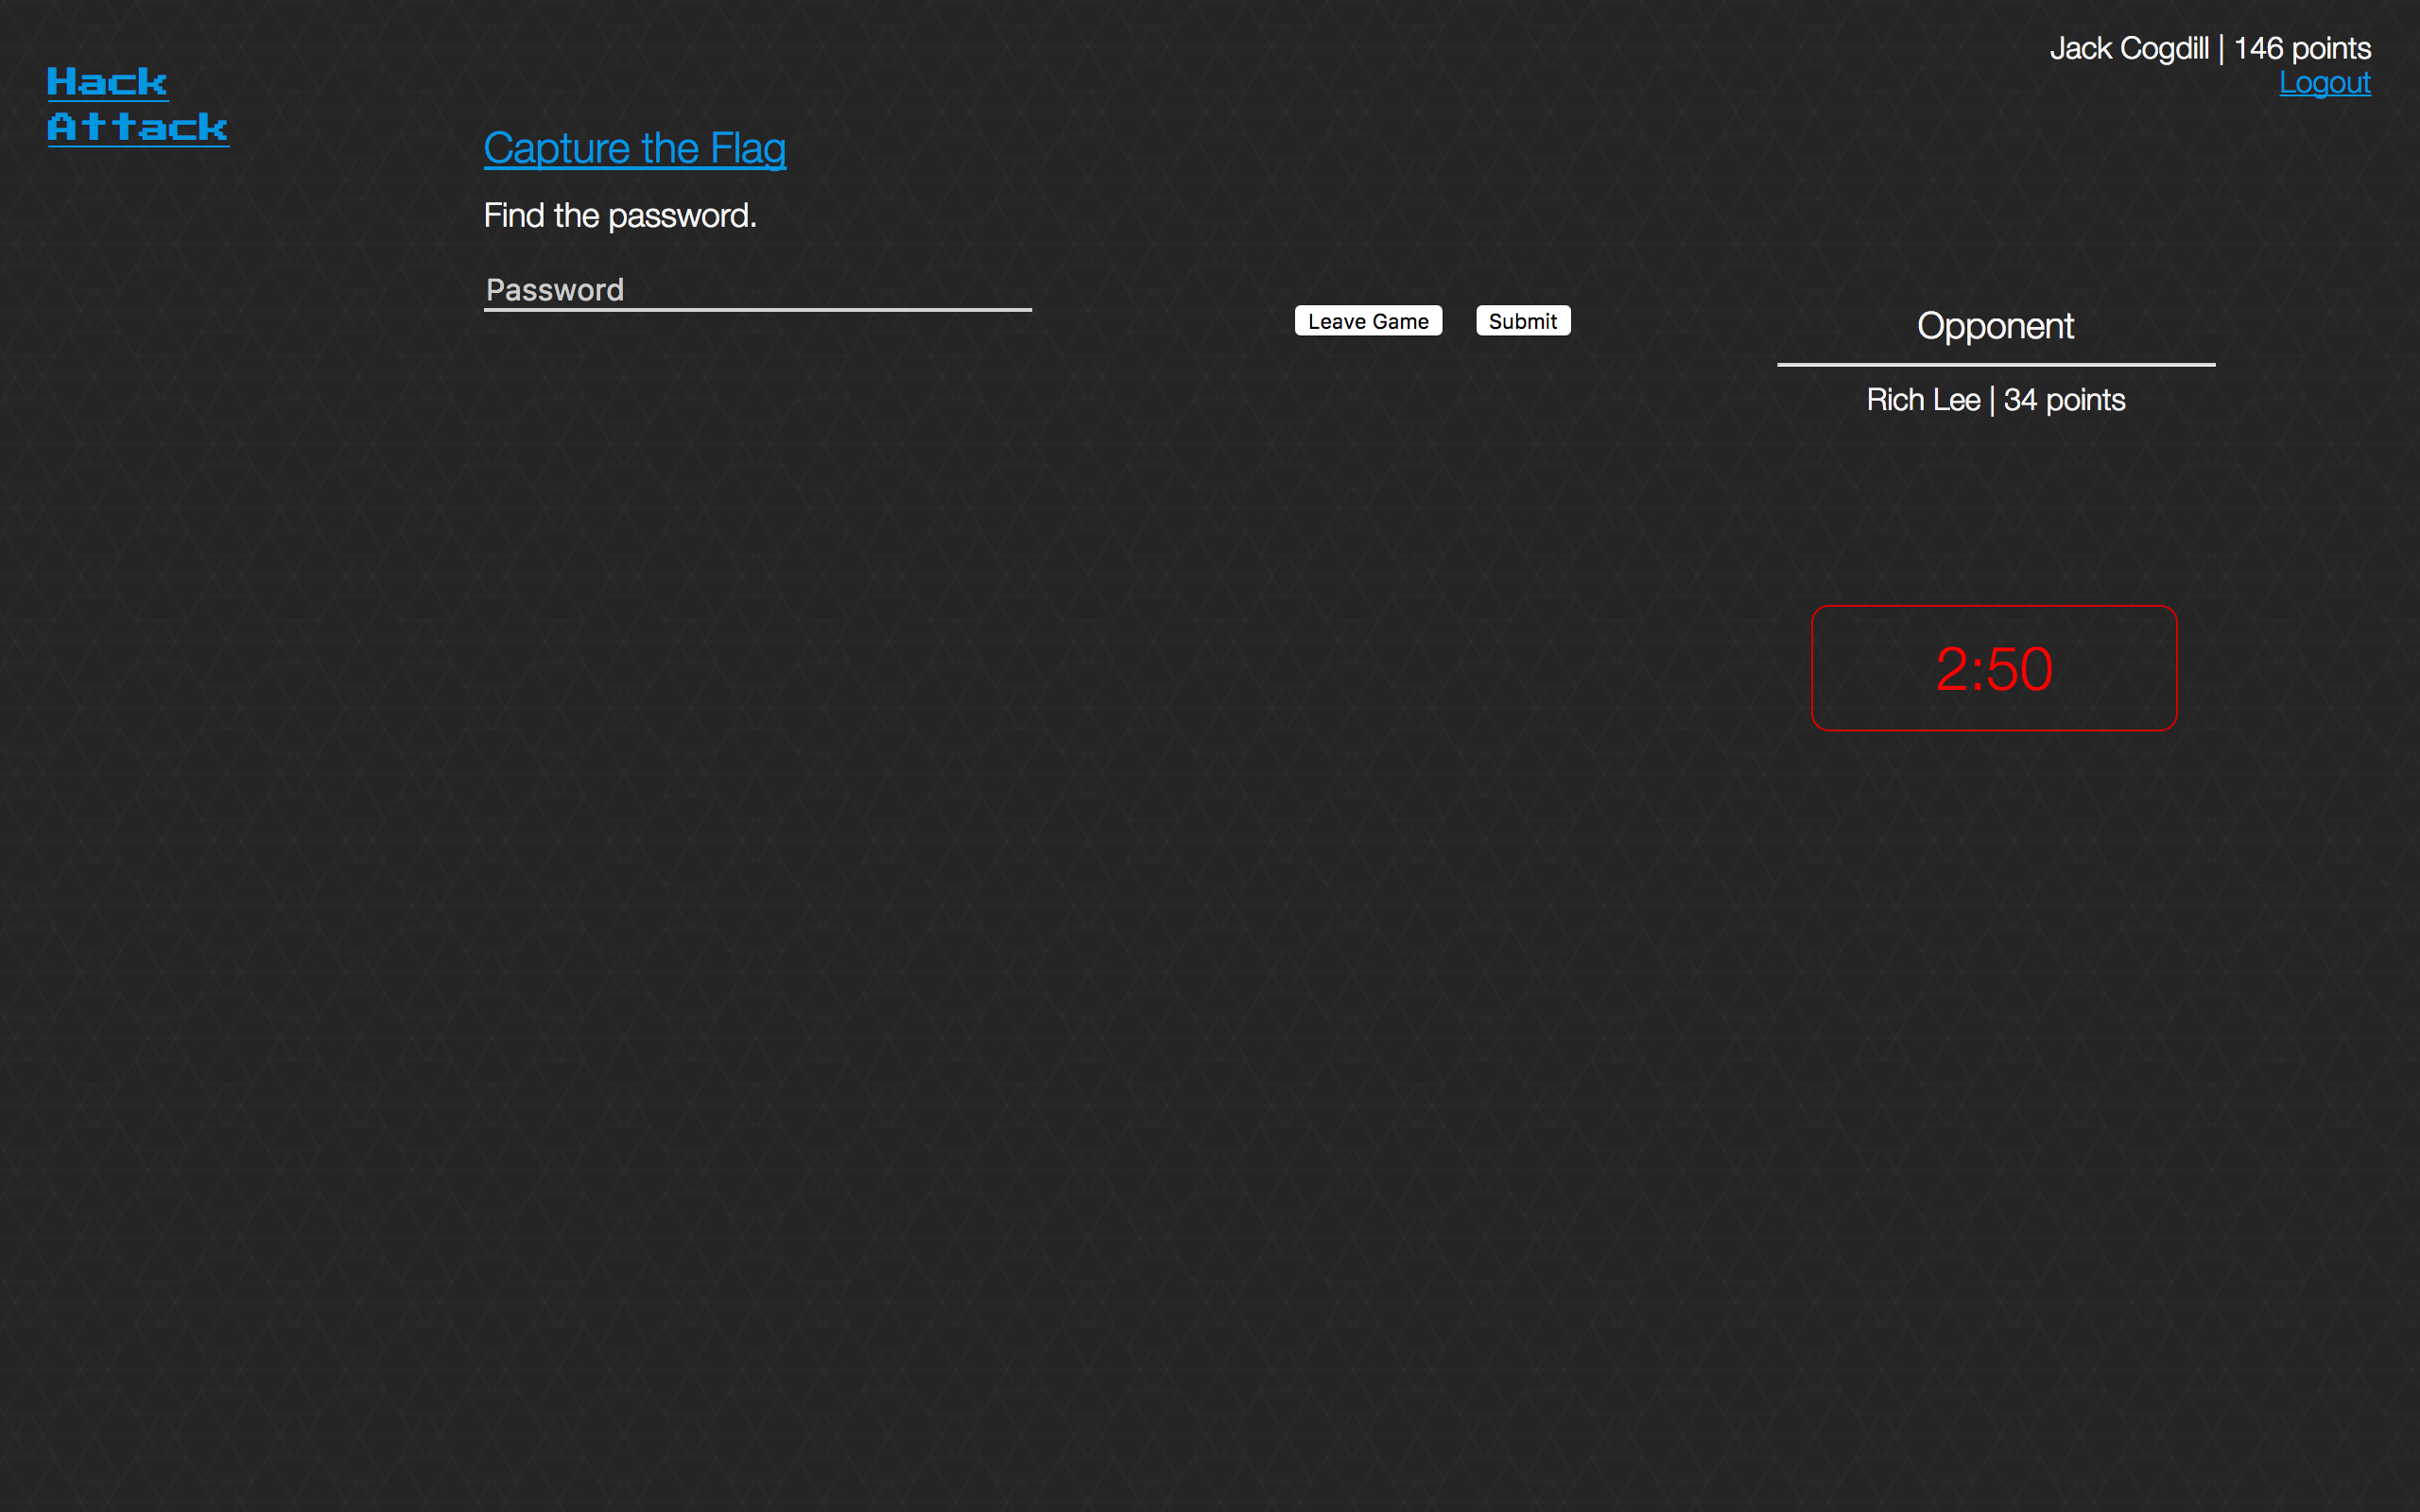 Hack
Attack
Jack Cogdill | 146 points
Logout
Capture the Flag
Find the password.
Password
Leave Game
Submit
Opponent
Rich Lee | 34 points
2:50